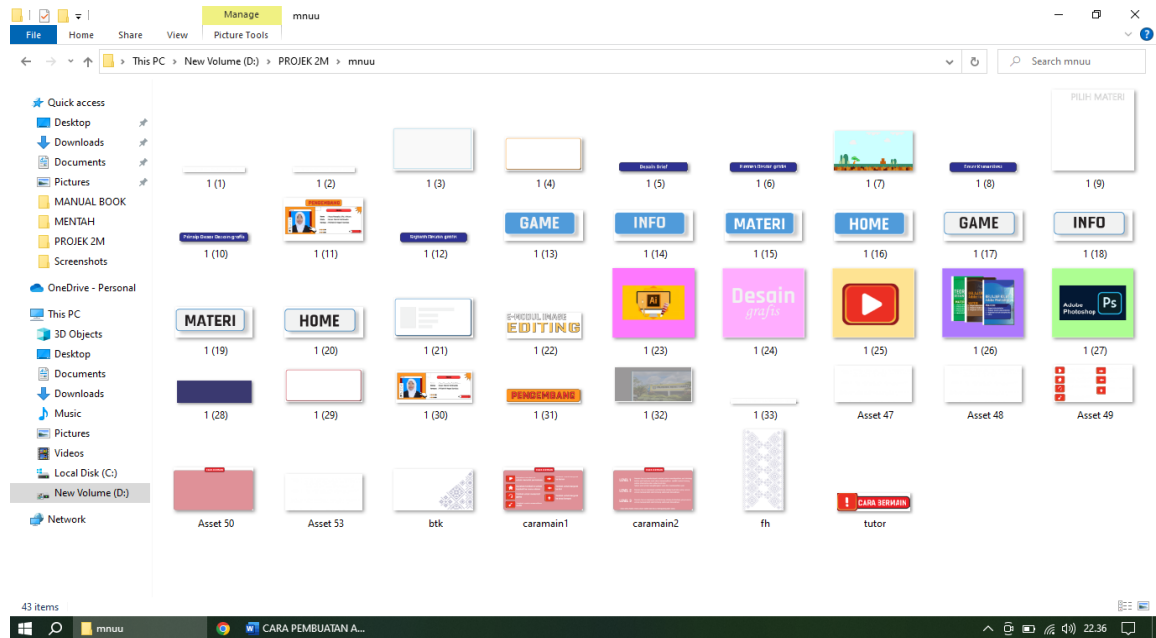 Manage
mnuu
File
Home
Share
View
Picture Tools
This PC
New Volume (D:)
PROJEK 2M
mnuu
Search mnuu
Quick access
Desktop
Downloads
Documents
Pictures
MANUAL BOOK
MENTAH
PROJEK 2M
Screenshots
OneDrive - Personal
This PC
3D Objects
Desktop
Documents
Downloads
Music
Pictures
Videos
Local Disk (C:)
New Volume (D:)
Network
PILIH MATERI
1 (1)
1 (2)
1 (3)
1 (4)
Desain Brief
1 (5)
1 (6)
1 (7)
1 (8)
1 (9)
1 (10)
PENGEMBANG
1 (11)
1 (12)
GAME
1 (13)
INFO
1 (14)
MATERI
1 (15)
HOME
1 (16)
GAME
1 (17)
INFO
1 (18)
MATERI
1 (19)
HOME
1 (20)
1 (21)
E-MODUL IMAGE
EDITING
1 (22)
Ai
1 (23)
Desain
grafis
1 (24)
1 (25)
1 (26)
Adobe
Photoshop
Ps
1 (27)
1 (28)
1 (29)
1 (30)
PENGEMBANG
1 (31)
1 (32)
1 (33)
Asset 47
Asset 48
Asset 49
Asset 50
Asset 53
btk
caramain1
caramain2
fh
CARA BERMAIN
tutor
43 items
mnuu
CARA PEMBUATAN A...
22.36